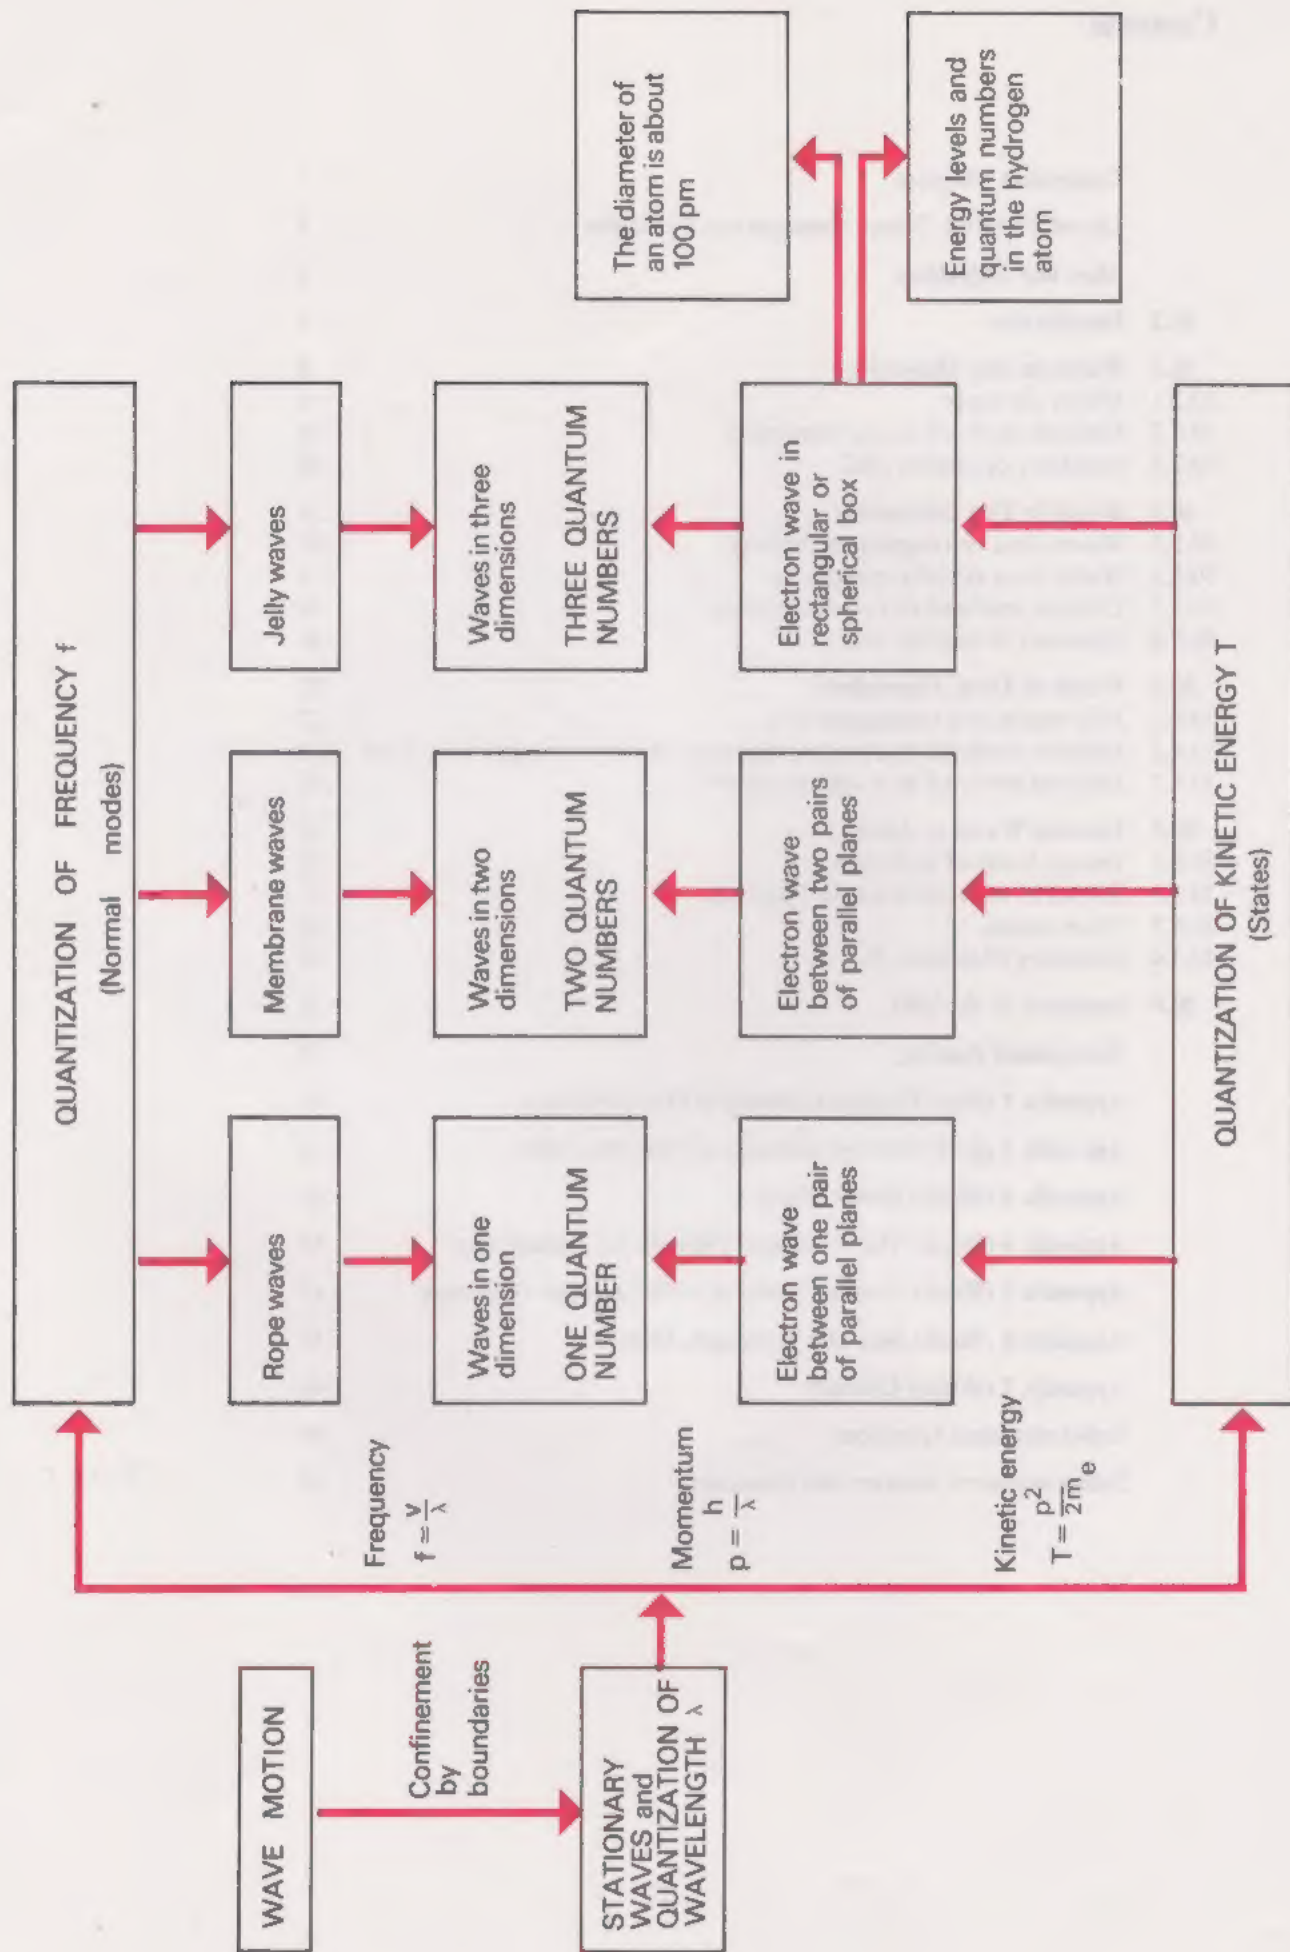 WAVE MOTION
Confinement
by
boundaries
STATIONARY
WAVES and
QUANTIZATION OF
WAVELENGTH λ
Frequency
f = v/λ
Momentum
p = h/λ
Kinetic energy
T = p²/2mₑ
QUANTIZATION OF FREQUENCY f
(Normal modes)
Rope waves
Membrane waves
Jelly waves
Waves in one
dimension
ONE QUANTUM
NUMBER
Waves in two
dimensions
TWO QUANTUM
NUMBERS
Waves in three
dimensions
THREE QUANTUM
NUMBERS
Electron wave
between one pair
of parallel planes
Electron wave
between two pairs
of parallel planes
Electron wave in
rectangular or
spherical box
QUANTIZATION OF KINETIC ENERGY T
(States)
The diameter of
an atom is about
100 pm
Energy levels and
quantum numbers
in the hydrogen
atom